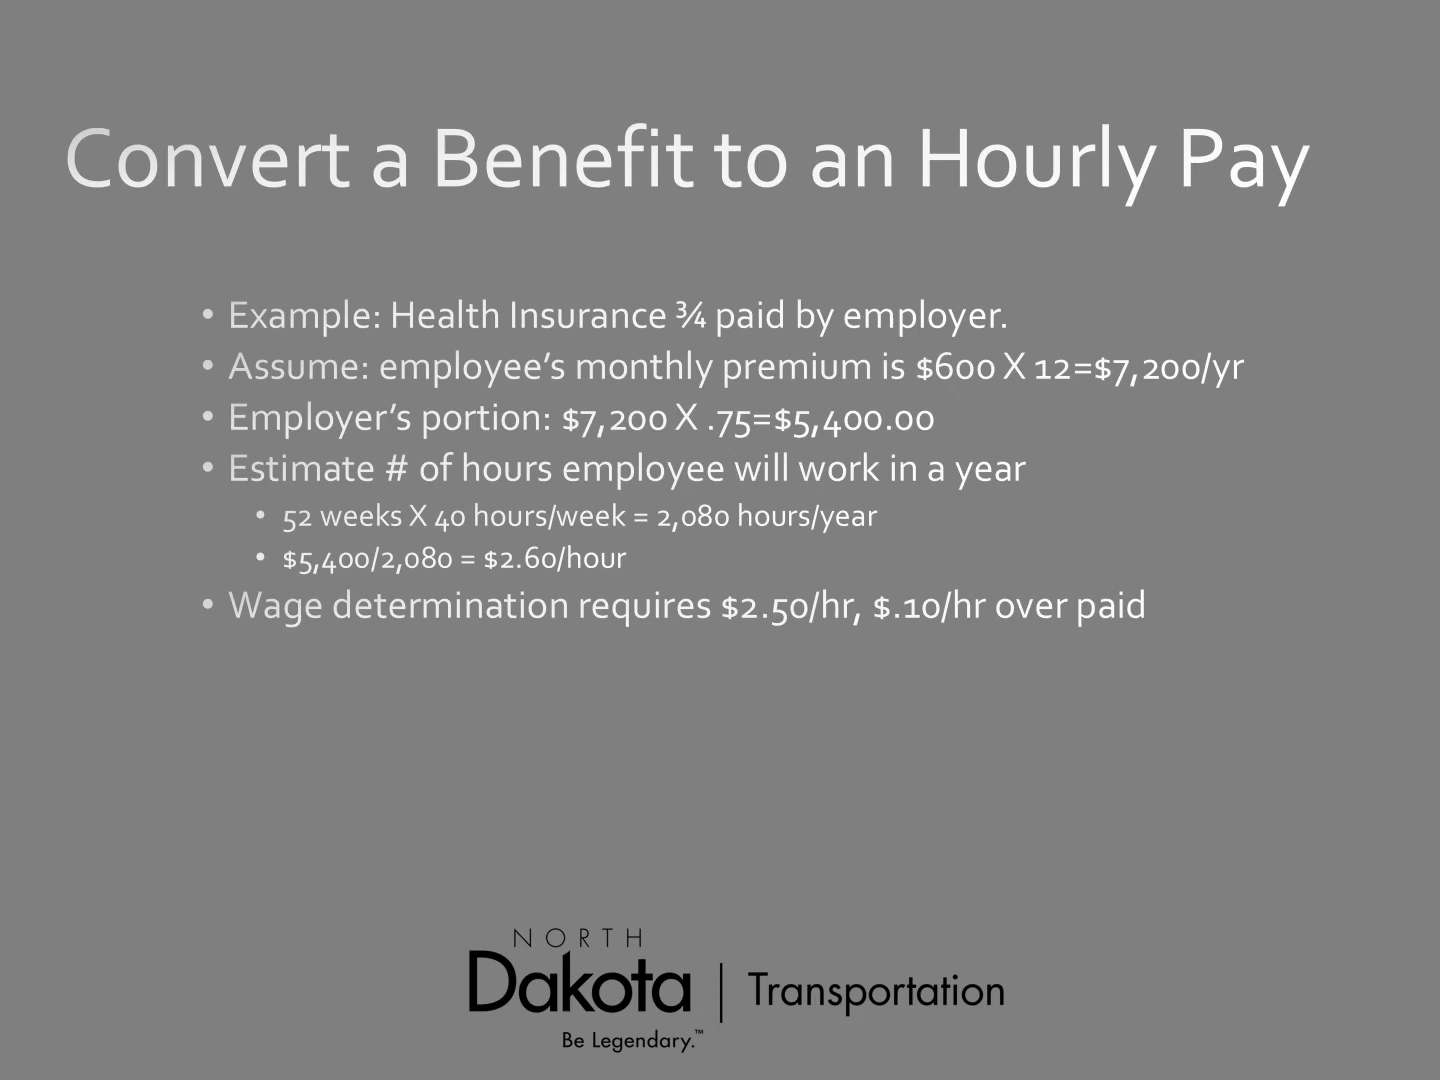 Convert a Benefit to an Hourly Pay
• Example: Health Insurance ¾ paid by employer.
• Assume: employee’s monthly premium is $600 X 12=$7,200/yr
• Employer’s portion: $7,200 X .75=$5,400.00
• Estimate # of hours employee will work in a year
• 52 weeks X 40 hours/week = 2,080 hours/year
• $5,400/2,080 = $2.60/hour
• Wage determination requires $2.50/hr, $.10/hr over paid
NORTH
Dakota | Transportation
Be Legendary.™